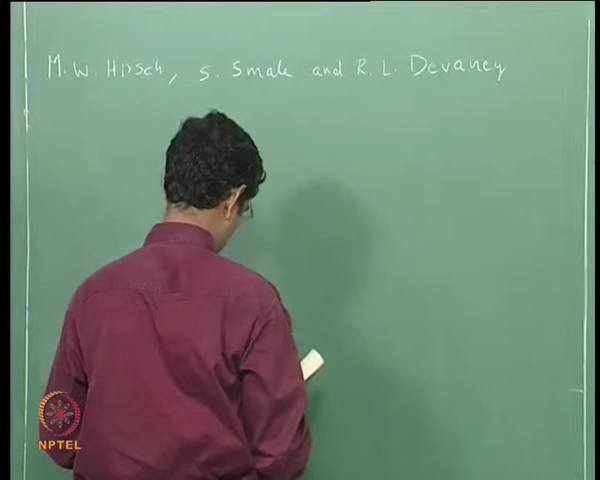 M. W. Hirsch, S. Smale and R. L. Devaney
NPTEL